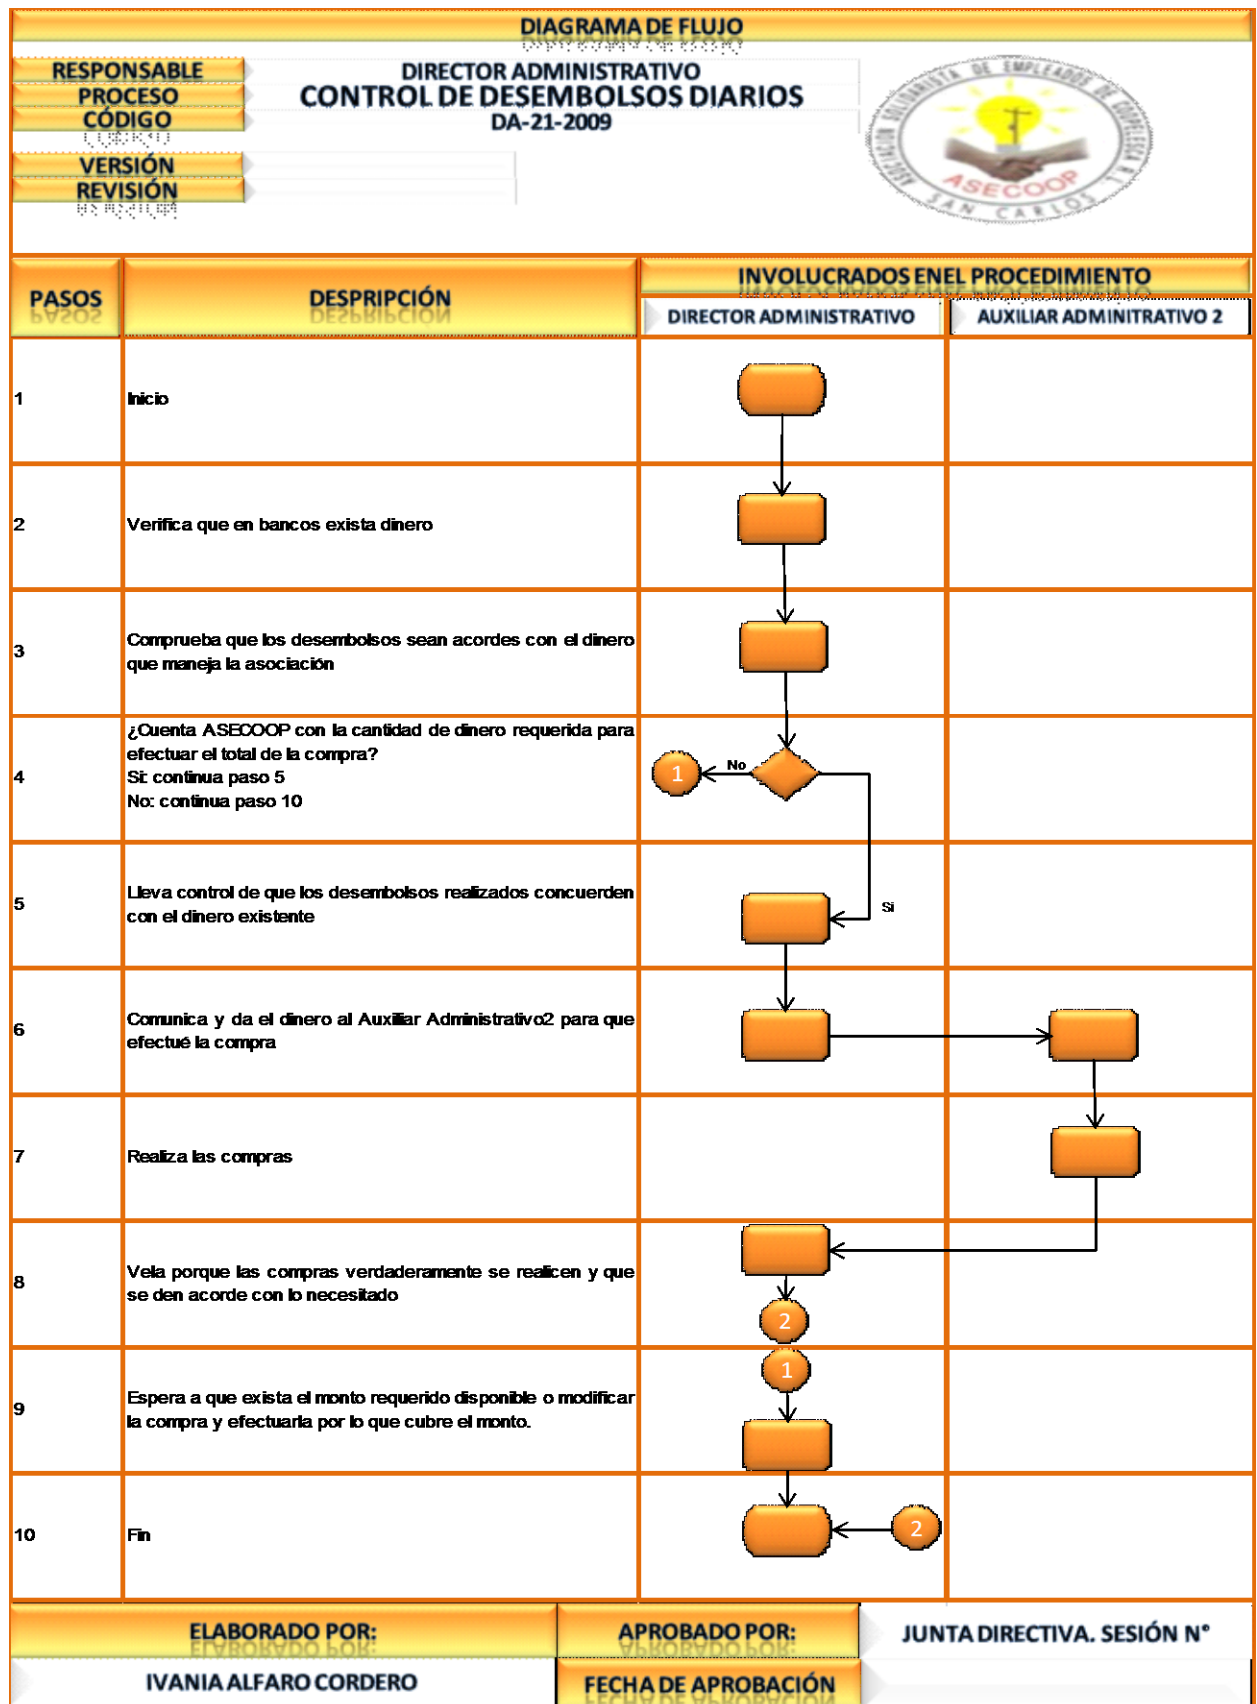 DIAGRAMA DE FLUJO
RESPONSABLE DIRECTOR ADMINISTRATIVO
PROCESO CONTROL DE DESEMBOLSOS DIARIOS
CÓDIGO DA-21-2009
VERSIÓN
REVISIÓN
ASOCIACIÓN SOLIDARISTA DE EMPLEADOS DE COOPELESCA R.L.
ASECOOP
SAN CARLOS
PASOS DESPRIPCIÓN INVOLUCRADOS ENEL PROCEDIMIENTO
DIRECTOR ADMINISTRATIVO AUXILIAR ADMINITRATIVO 2
1 Inicio
2 Verifica que en bancos exista dinero
3 Comprueba que los desembolsos sean acordes con el dinero
que maneja la asociación
4 ¿Cuenta ASECOOP con la cantidad de dinero requerida para
efectuar el total de la compra?
Si: continua paso 5
No: continua paso 10
1 No
5 Lleva control de que los desembolsos realizados concuerden
con el dinero existente
Si
6 Comunica y da el dinero al Auxiliar Administrativo2 para que
efectué la compra
7 Realiza las compras
8 Vela porque las compras verdaderamente se realicen y que
se den acorde con lo necesitado
2
1
9 Espera a que exista el monto requerido disponible o modificar
la compra y efectuarla por lo que cubre el monto.
10 Fin
2
ELABORADO POR: APROBADO POR: JUNTA DIRECTIVA. SESIÓN N°
IVANIA ALFARO CORDERO FECHA DE APROBACIÓN